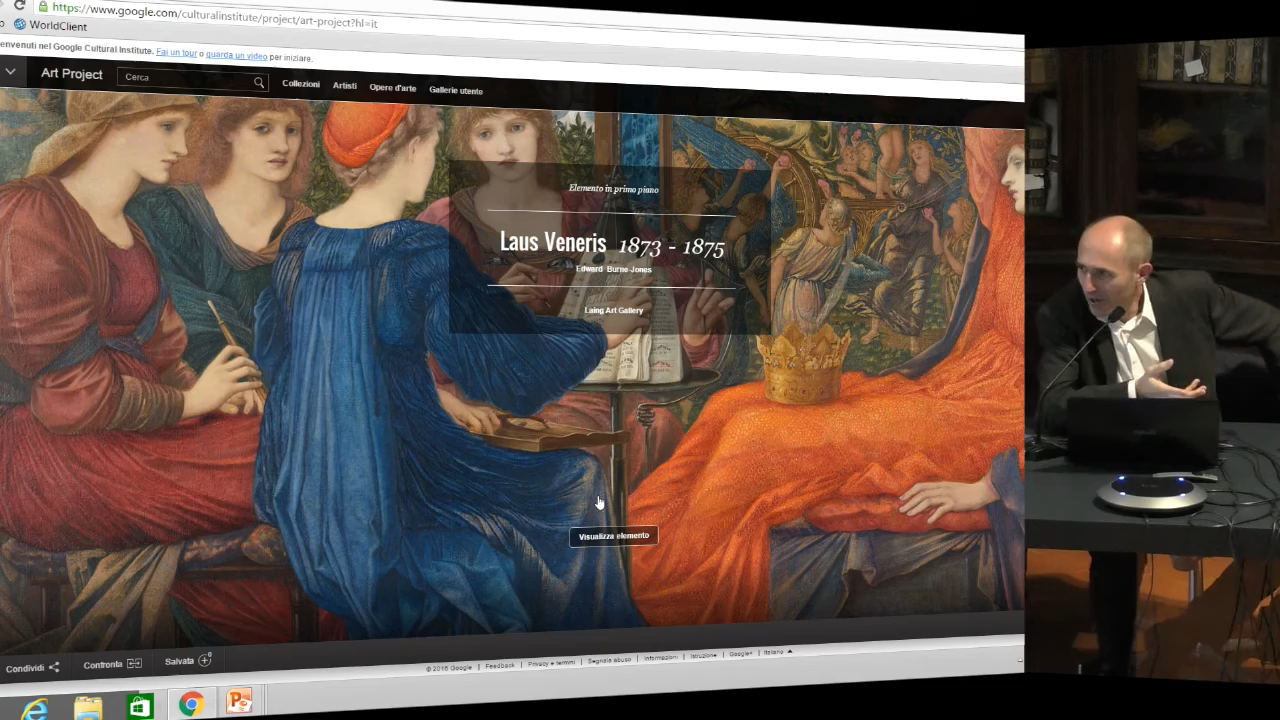 https://www.google.com/culturalinstitute/project/art-project?hl=it
WorldClient
envenuti nel Google Cultural Institute. Fai un tour o guarda un video per iniziare.
Art Project
Cerca
Collezioni
Artisti
Opere d'arte
Gallerie utente
Elemento in primo piano
Laus Veneris 1873 - 1875
Edward Burne-Jones
Laing Art Gallery
Visualizza elemento
Condividi
Confronta
Salvata
0
© 2016 Google | Feedback | Privacy e termini | Segnala abuso | Informazioni | Istruzione | Google+ | Italiano